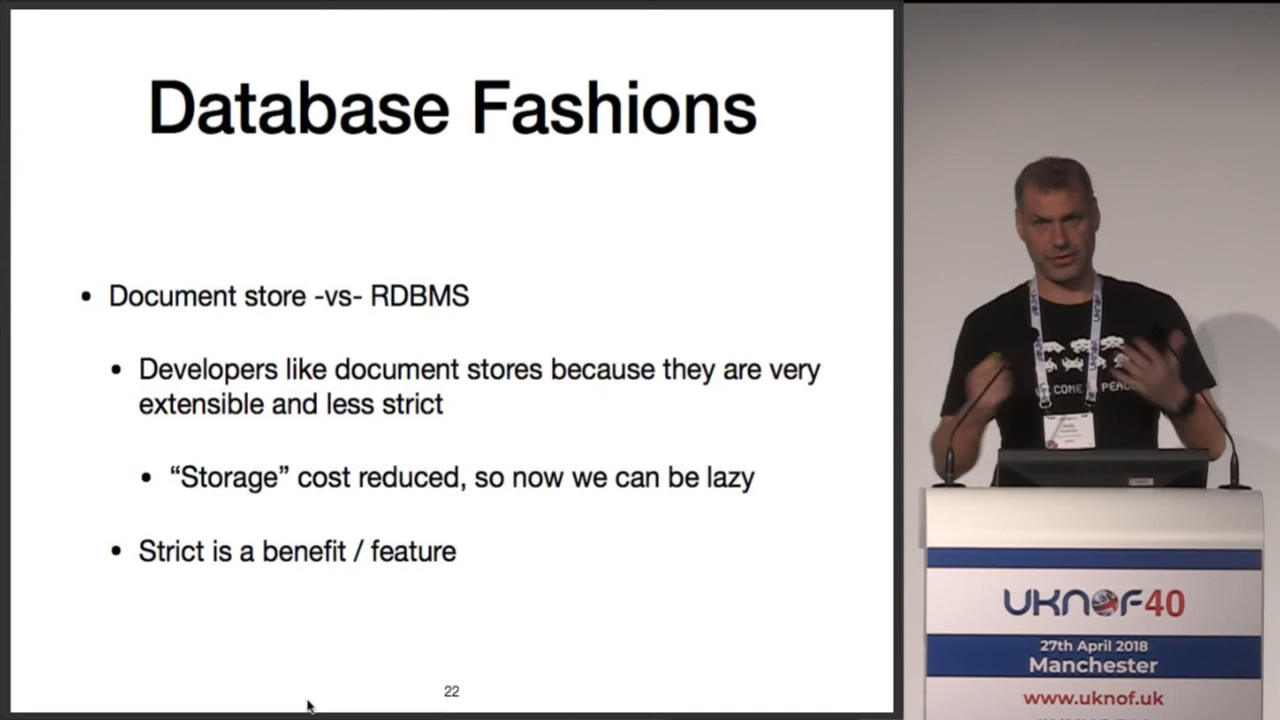 Database Fashions
• Document store -vs- RDBMS
• Developers like document stores because they are very
extensible and less strict
• “Storage” cost reduced, so now we can be lazy
• Strict is a benefit / feature
22
COME PEAC
UKNOF40
27th April 2018
Manchester
www.uknof.uk